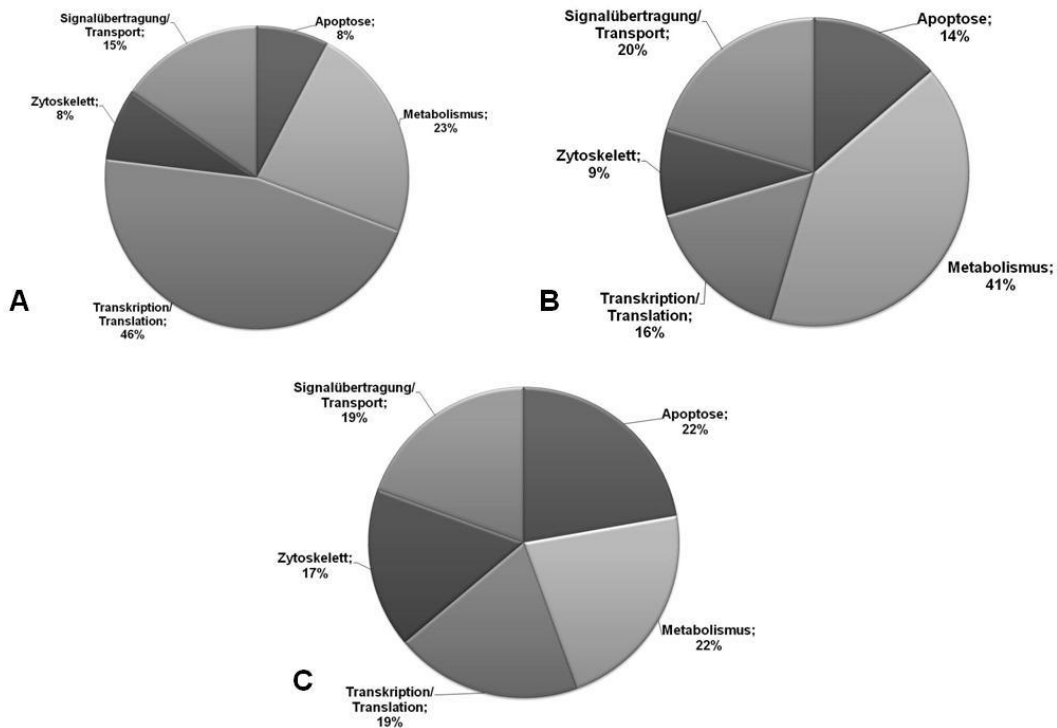 Signalübertragung/
Transport;
15%
Apoptose;
8%
Zytoskelett;
8%
Metabolismus;
23%
Transkription/
Translation;
46%
A
Signalübertragung/
Transport;
20%
Apoptose;
14%
Zytoskelett;
9%
Metabolismus;
41%
Transkription/
Translation;
16%
B
Signalübertragung/
Transport;
19%
Apoptose;
22%
Zytoskelett;
17%
Metabolismus;
22%
Transkription/
Translation;
19%
C